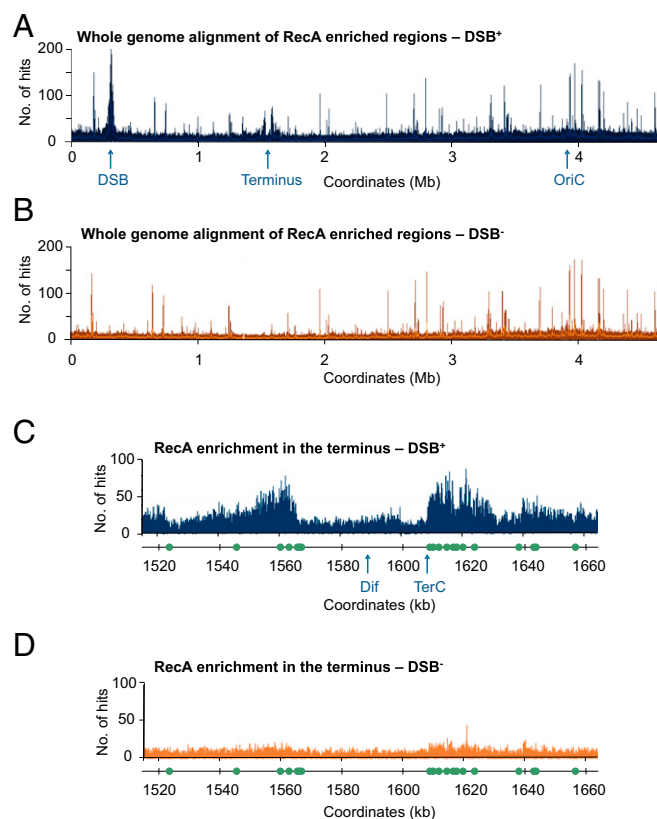 A
Whole genome alignment of RecA enriched regions – DSB⁺
No. of hits
200
100
0
0 1 2 3 4
DSB Terminus Coordinates (Mb) OriC
B
Whole genome alignment of RecA enriched regions – DSB⁻
No. of hits
200
100
0
0 1 2 3 4
Coordinates (Mb)
C
RecA enrichment in the terminus – DSB⁺
No. of hits
100
50
0
1520 1540 1560 1580 1600 1620 1640 1660
Dif TerC
Coordinates (kb)
D
RecA enrichment in the terminus – DSB⁻
No. of hits
100
50
0
1520 1540 1560 1580 1600 1620 1640 1660
Coordinates (kb)